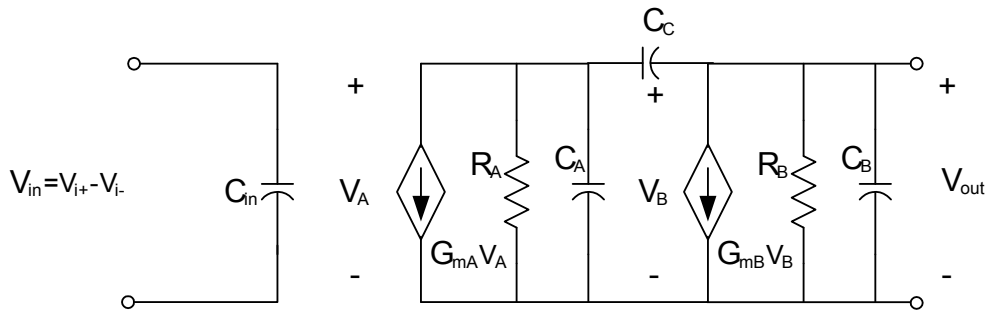 C_C
+
+
+
V_in=V_i+-V_i-
C_in
V_A
R_A
C_A
V_B
R_B
C_B
V_out
G_mAV_A
G_mBV_B
-
-
-